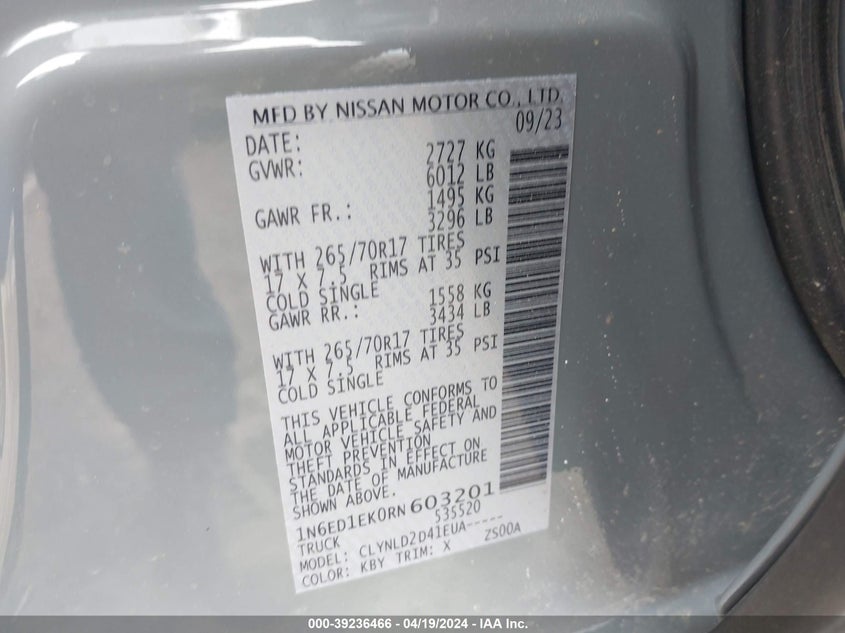 MFD BY NISSAN MOTOR CO., LTD.
DATE: 09/23
GVWR: 2727 KG
6012 LB
GAWR FR.: 1495 KG
3296 LB
WITH 265/70R17 TIRES
17 X 7.5 RIMS AT 35 PSI
COLD SINGLE
GAWR RR.: 1558 KG
3434 LB
WITH 265/70R17 TIRES
17 X 7.5 RIMS AT 35 PSI
COLD SINGLE
THIS VEHICLE CONFORMS TO
ALL APPLICABLE FEDERAL
MOTOR VEHICLE SAFETY AND
THEFT PREVENTION
STANDARDS IN EFFECT ON
THE DATE OF MANUFACTURE
SHOWN ABOVE.
1N6ED1EK0RN603201
TRUCK 535520
MODEL: CLYNLD2D41EUA-----
COLOR: KBY TRIM: X ZS00A
000-39236466 - 04/19/2024 - IAA Inc.